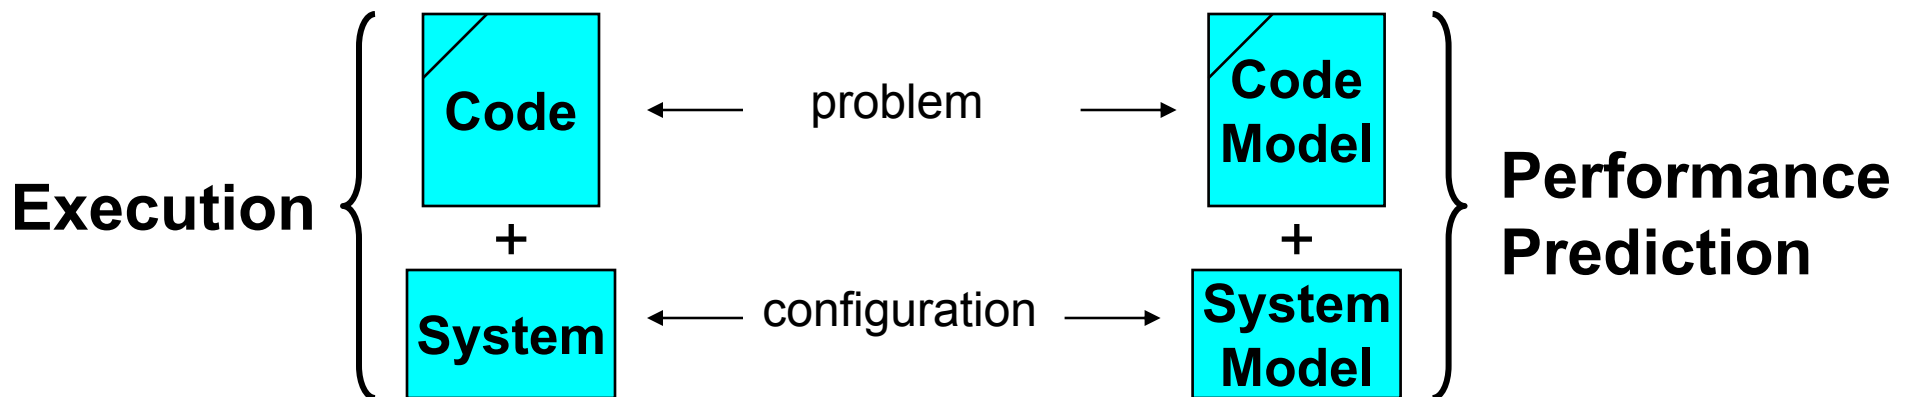 Execution
Code
+
System
problem
configuration
Code
Model
+
System
Model
Performance
Prediction